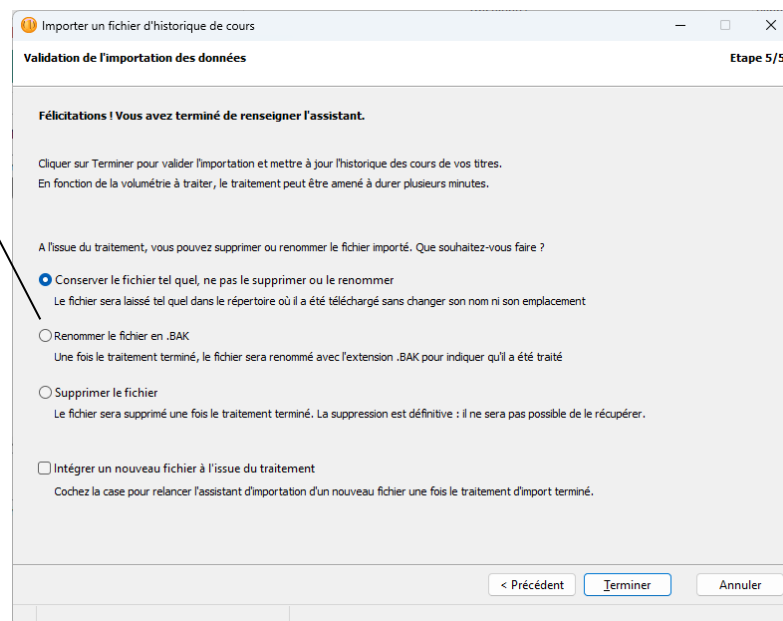 Importer un fichier d'historique de cours
Validation de l'importation des données
Etape 5/5
Félicitations ! Vous avez terminé de renseigner l'assistant.
Cliquer sur Terminer pour valider l'importation et mettre à jour l'historique des cours de vos titres.
En fonction de la volumétrie à traiter, le traitement peut être amené à durer plusieurs minutes.
A l'issue du traitement, vous pouvez supprimer ou renommer le fichier importé. Que souhaitez-vous faire ?
Conserver le fichier tel quel, ne pas le supprimer ou le renommer
Le fichier sera laissé tel quel dans le répertoire où il a été téléchargé sans changer son nom ni son emplacement
Renommer le fichier en .BAK
Une fois le traitement terminé, le fichier sera renommé avec l'extension .BAK pour indiquer qu'il a été traité
Supprimer le fichier
Le fichier sera supprimé une fois le traitement terminé. La suppression est définitive : il ne sera pas possible de le récupérer.
Intégrer un nouveau fichier à l'issue du traitement
Cochez la case pour relancer l'assistant d'importation d'un nouveau fichier une fois le traitement d'import terminé.
< Précédent
Terminer
Annuler